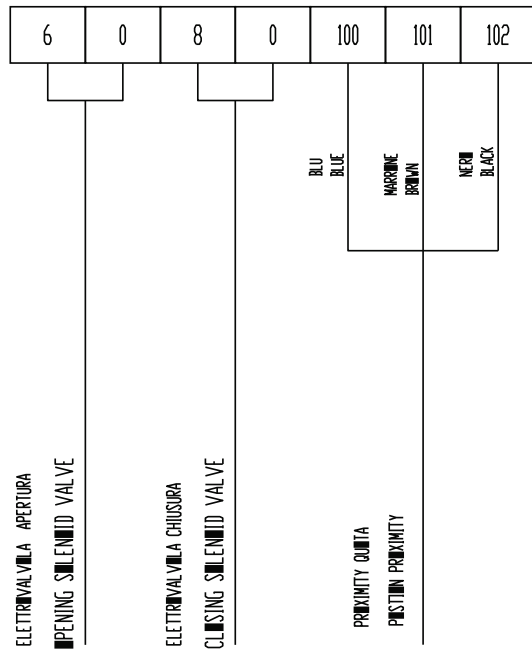 6 0 8 0 100 101 102
BLU
BLUE
MARRONE
BROWN
NERO
BLACK
ELETTROVALVOLA APERTURA
OPENING SOLENOID VALVE
ELETTROVALVOLA CHIUSURA
CLOSING SOLENOID VALVE
PROXIMITY QUOTA
POSTION PROXIMITY